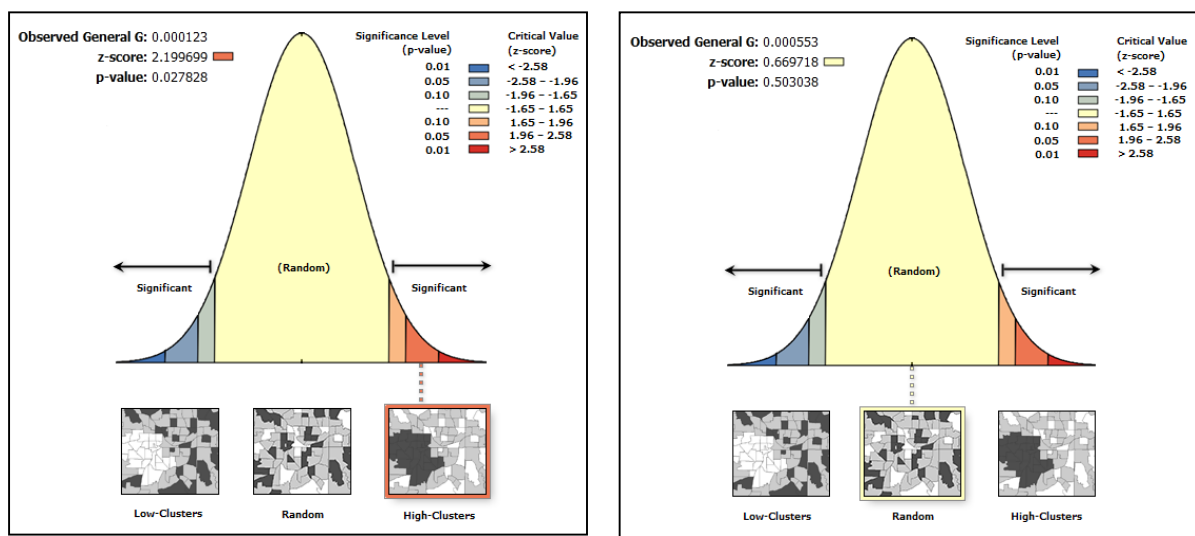 Observed General G: 0.000123
z-score: 2.199699
p-value: 0.027828
Significance Level
(p-value)
Critical Value
(z-score)
0.01 < -2.58
0.05 -2.58 – -1.96
0.10 -1.96 – -1.65
--- -1.65 – 1.65
0.10 1.65 – 1.96
0.05 1.96 – 2.58
0.01 > 2.58
(Random)
Significant
Significant
Low-Clusters
Random
High-Clusters
Observed General G: 0.000553
z-score: 0.669718
p-value: 0.503038
Significance Level
(p-value)
Critical Value
(z-score)
0.01 < -2.58
0.05 -2.58 – -1.96
0.10 -1.96 – -1.65
--- -1.65 – 1.65
0.10 1.65 – 1.96
0.05 1.96 – 2.58
0.01 > 2.58
(Random)
Significant
Significant
Low-Clusters
Random
High-Clusters